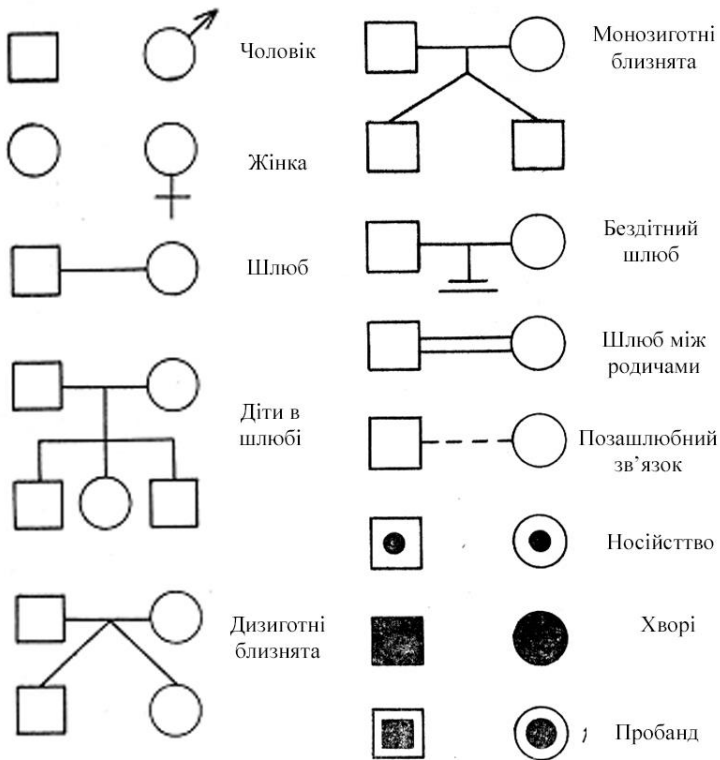 Чоловік
Жінка
Шлюб
Діти в
шлюбі
Дизиготні
близнята
Монозиготні
близнята
Бездітний
шлюб
Шлюб між
родичами
Позашлюбний
зв’язок
Носійсттво
Хворі
Пробанд